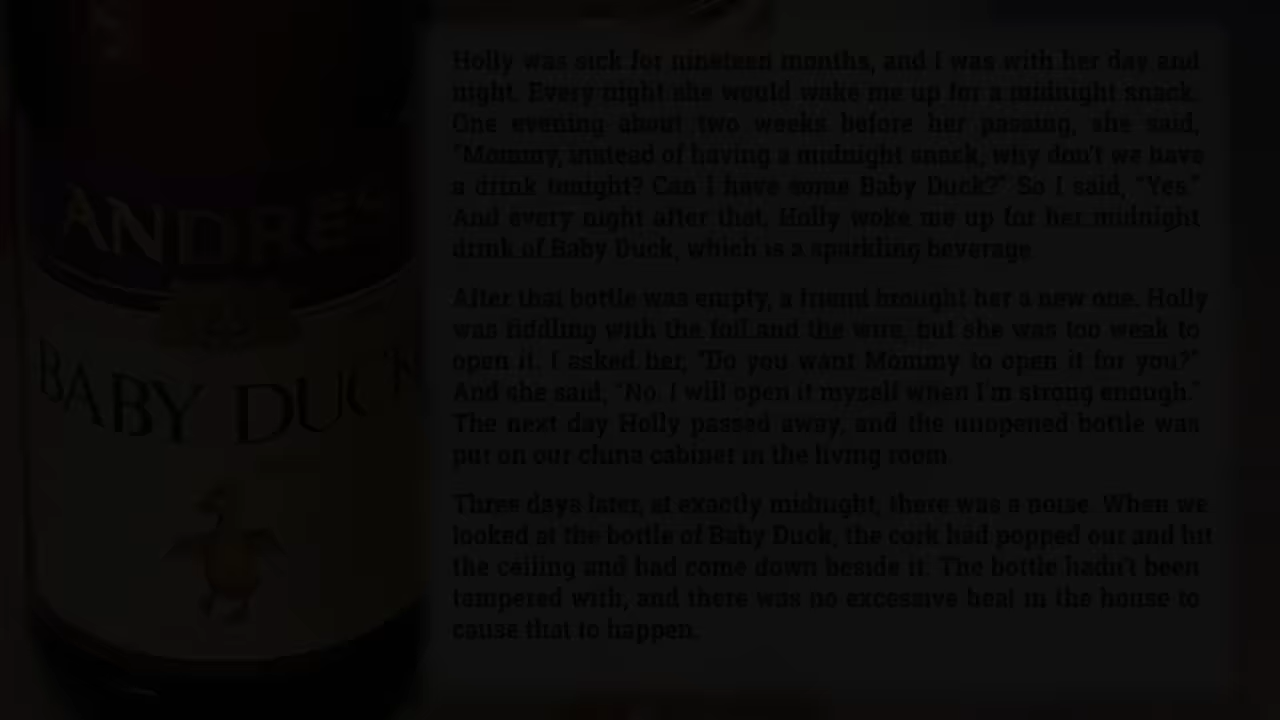 ANDRÉS
BABY DUCK
Holly was sick for nineteen months, and I was with her day and
night. Every night she would wake me up for a midnight snack.
One evening about two weeks before her passing, she said,
“Mommy, instead of having a midnight snack, why don’t we have
a drink tonight? Can I have some Baby Duck?” So I said, “Yes.”
And every night after that, Holly woke me up for her midnight
drink of Baby Duck, which is a sparkling beverage.
After that bottle was empty, a friend brought her a new one. Holly
was fiddling with the foil and the wire, but she was too weak to
open it. I asked her, “Do you want Mommy to open it for you?”
And she said, “No. I will open it myself when I’m strong enough.”
The next day Holly passed away, and the unopened bottle was
put on our china cabinet in the living room.
Three days later, at exactly midnight, there was a noise. When we
looked at the bottle of Baby Duck, the cork had popped out and hit
the ceiling and had come down beside it. The bottle hadn’t been
tampered with, and there was no excessive heat in the house to
cause that to happen.